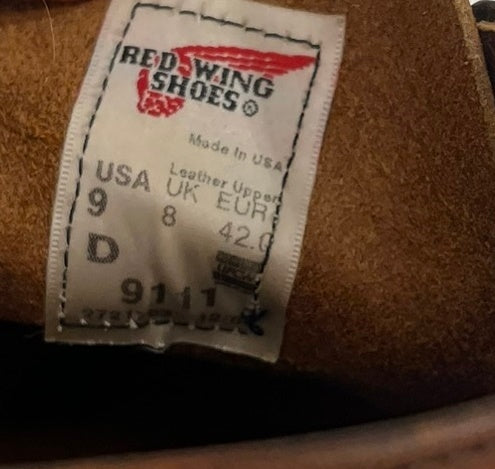 RED WING
SHOES®
Made in USA
Leather Upper
USA UK EUR
9 8 42.0
D
9111